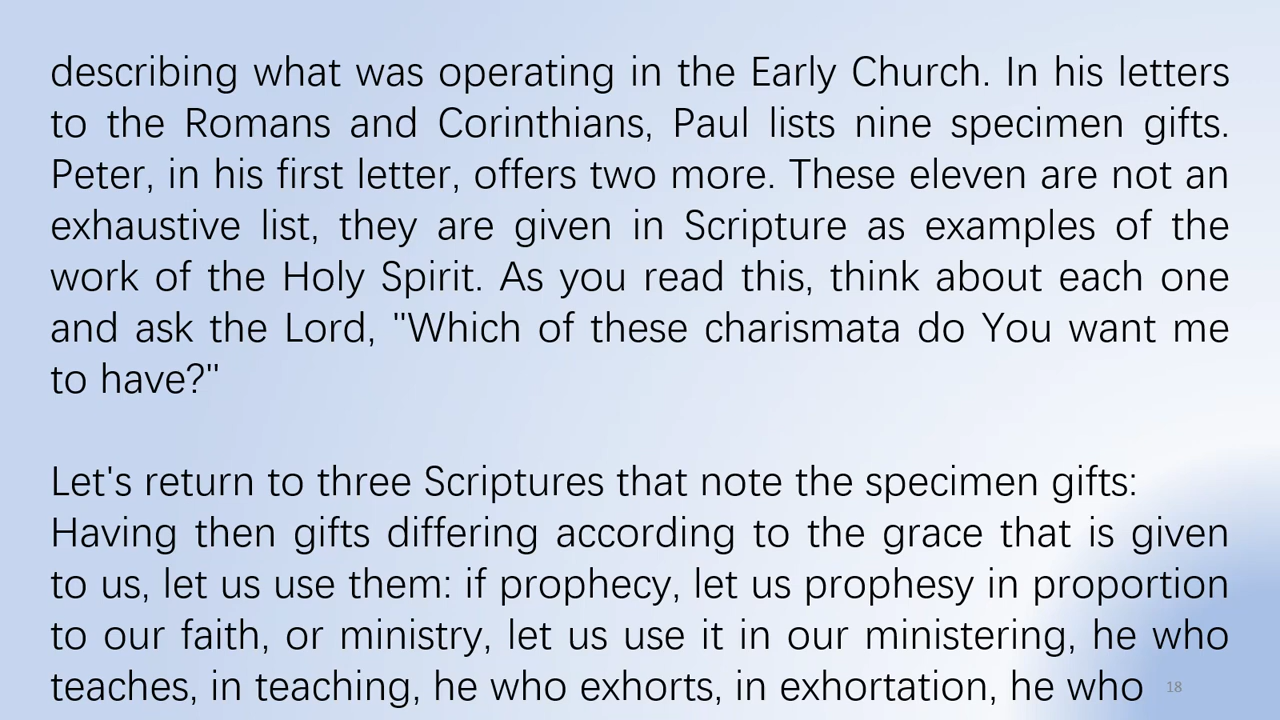 describing what was operating in the Early Church. In his letters
to the Romans and Corinthians, Paul lists nine specimen gifts.
Peter, in his first letter, offers two more. These eleven are not an
exhaustive list, they are given in Scripture as examples of the
work of the Holy Spirit. As you read this, think about each one
and ask the Lord, "Which of these charismata do You want me
to have?"
Let's return to three Scriptures that note the specimen gifts:
Having then gifts differing according to the grace that is given
to us, let us use them: if prophecy, let us prophesy in proportion
to our faith, or ministry, let us use it in our ministering, he who
teaches, in teaching, he who exhorts, in exhortation, he who
18